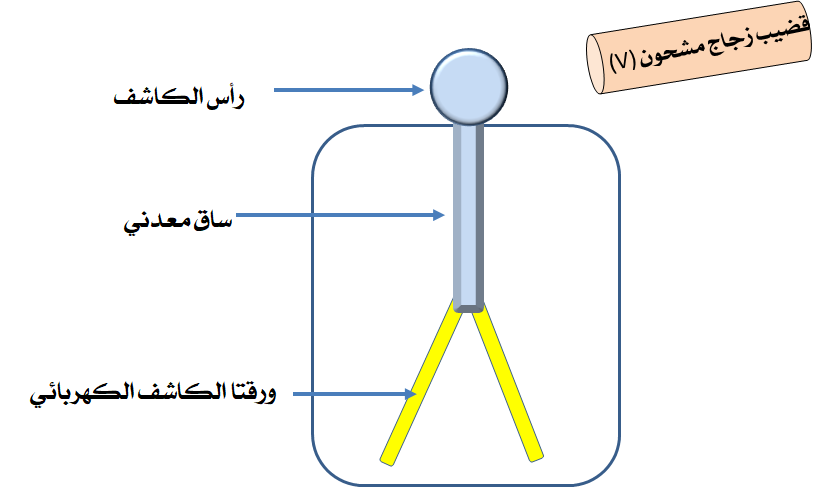 قضيب زجاج مشحون (٧)
رأس الكاشف
ساق معدني
ورقتا الكاشف الكهربائي